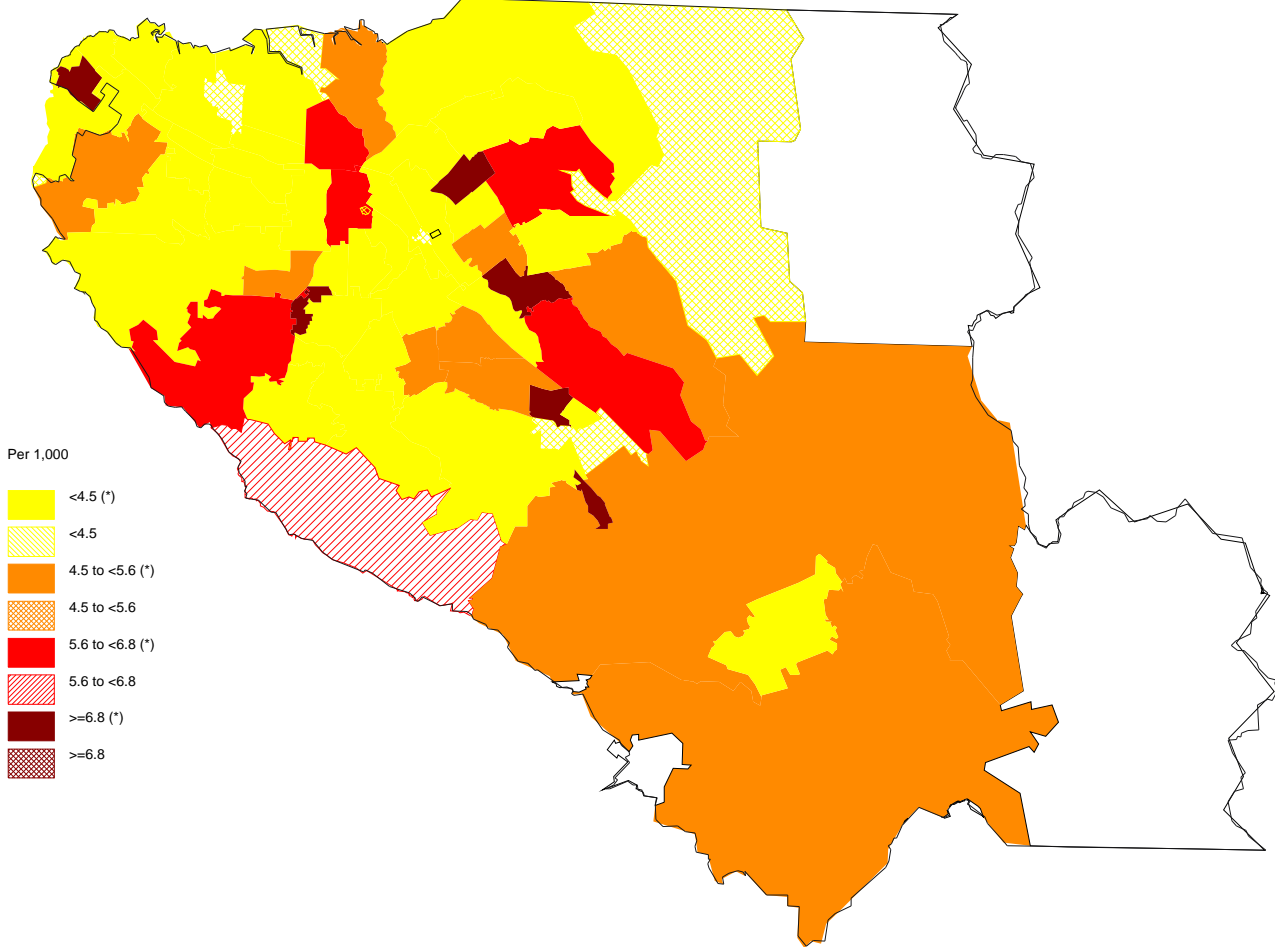 Per 1,000
<4.5 (*)
<4.5
4.5 to <5.6 (*)
4.5 to <5.6
5.6 to <6.8 (*)
5.6 to <6.8
>=6.8 (*)
>=6.8